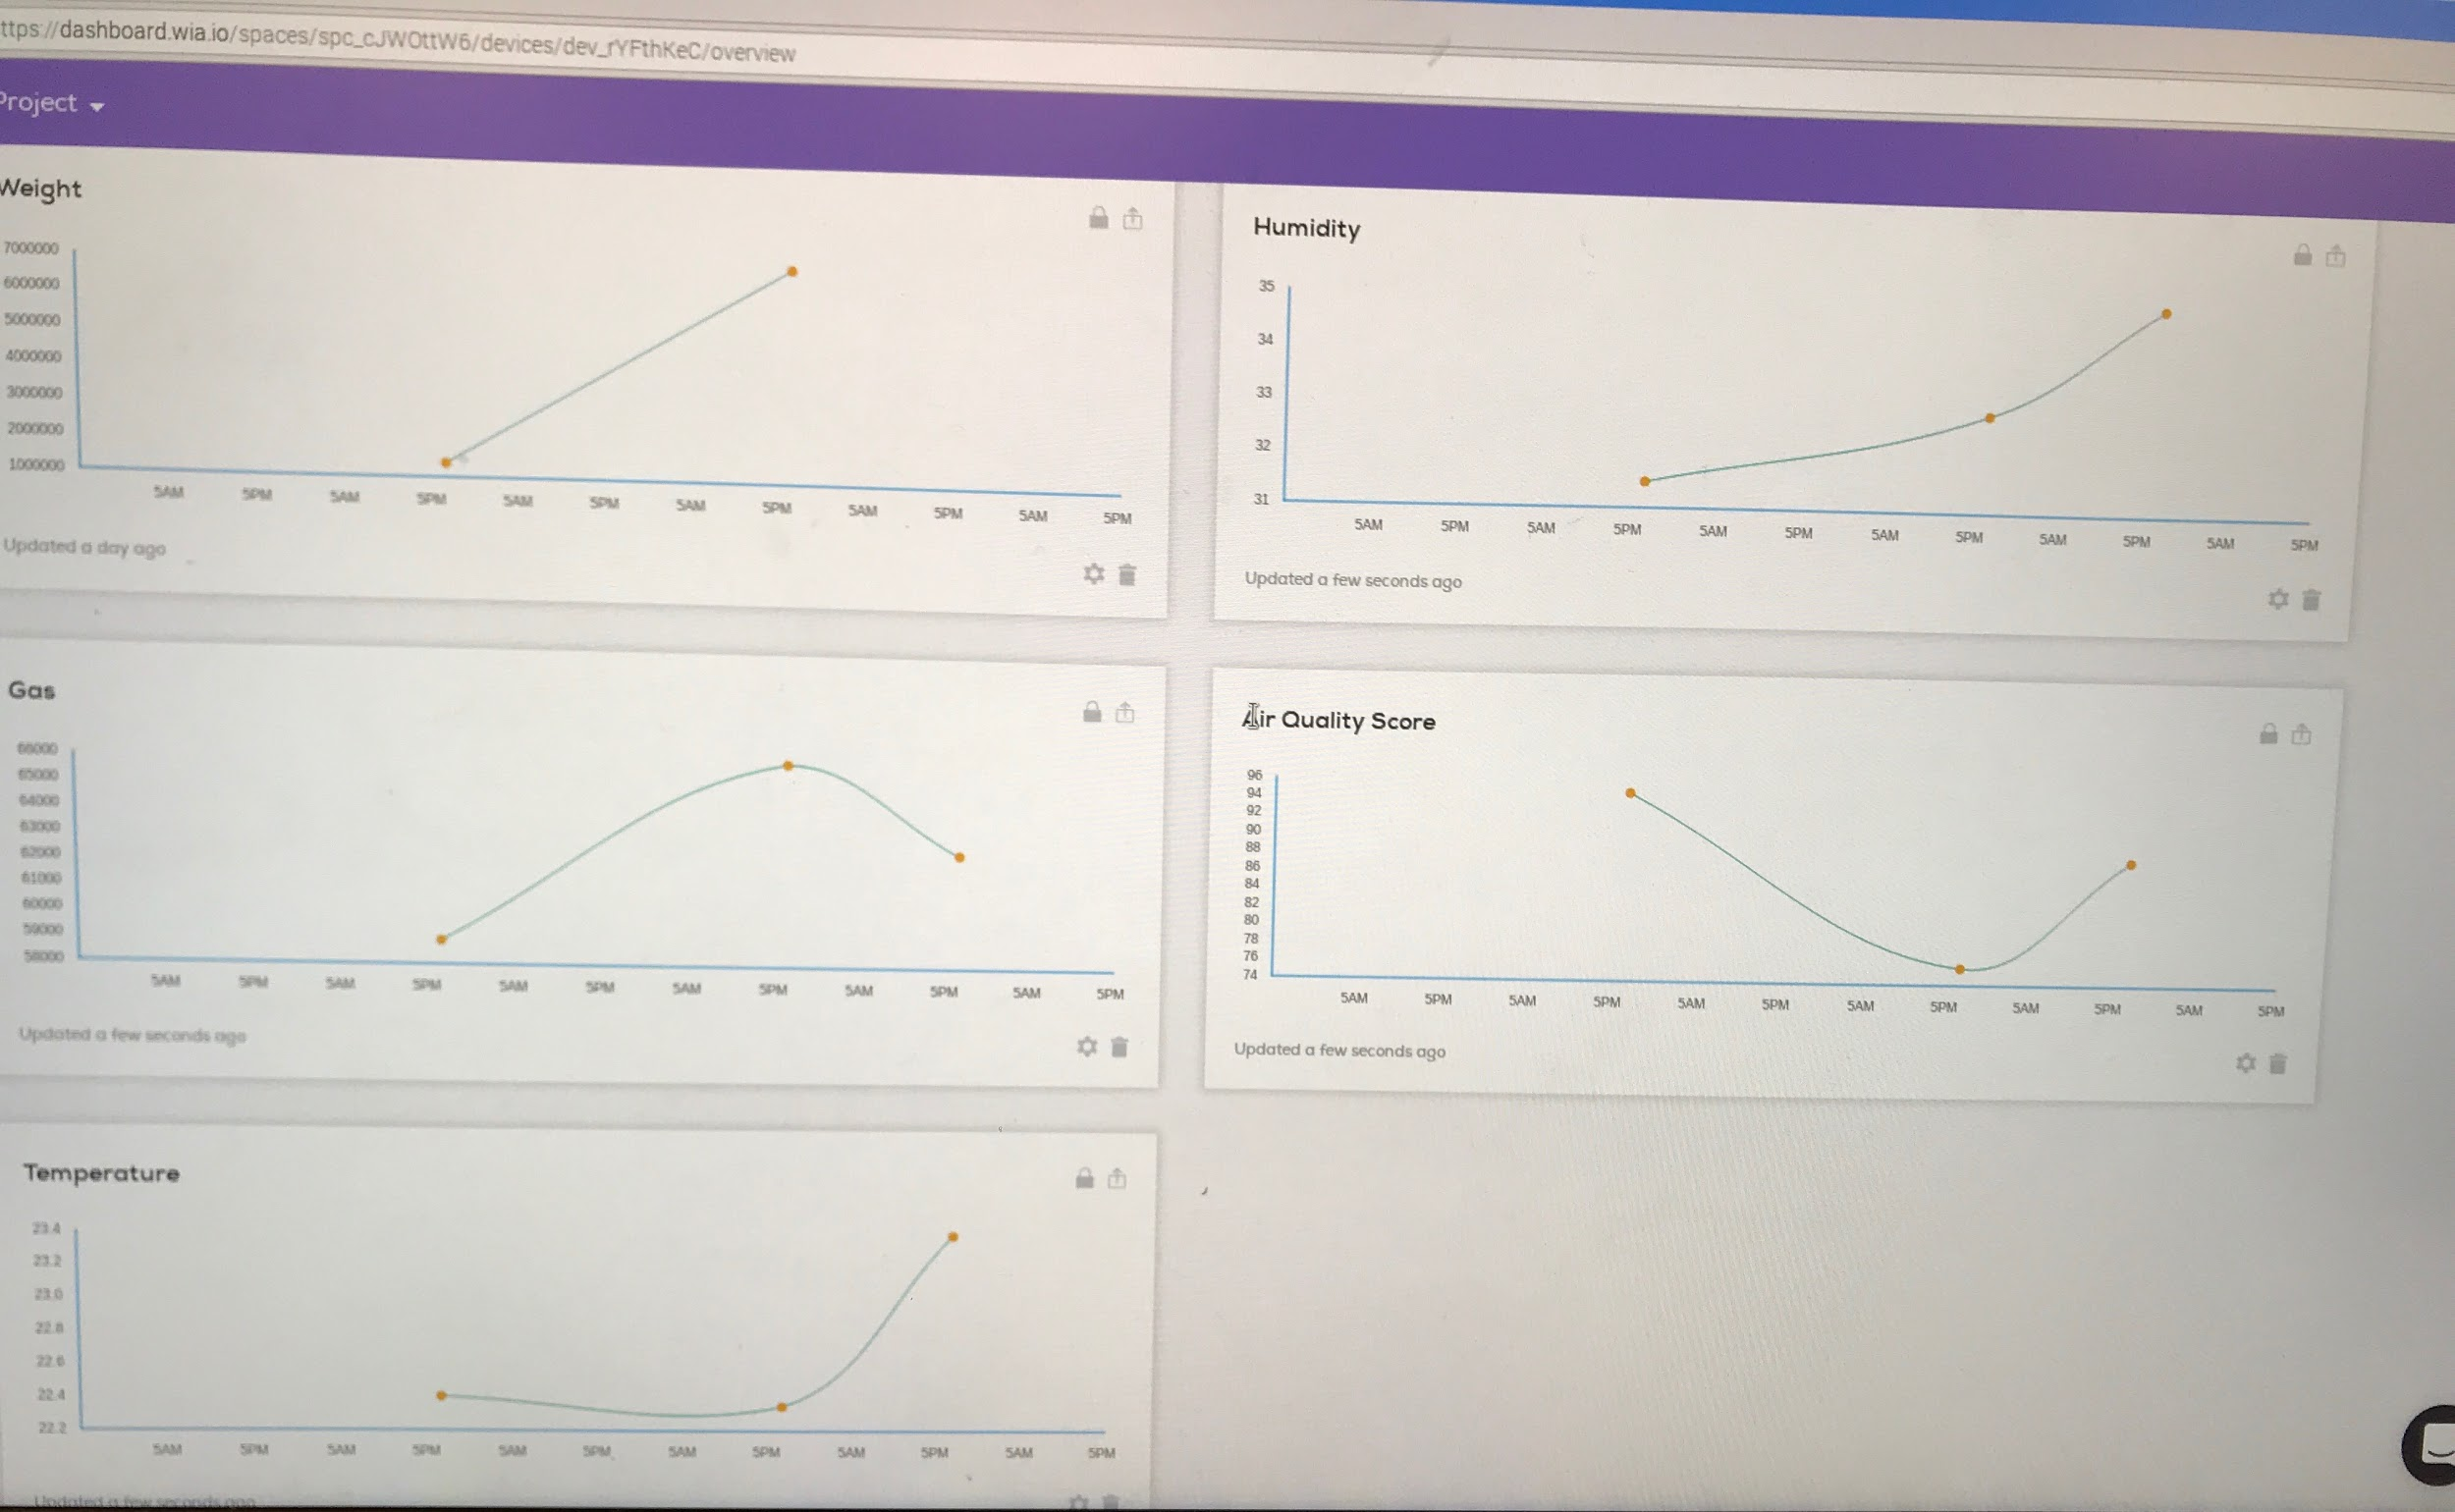 ttps://dashboard.wia.io/spaces/spc_cJWOttW6/devices/dev_rYFthKeC/overview
Project
Weight
7000000
6000000
5000000
4000000
3000000
2000000
1000000
5AM 5PM 5AM 5PM 5AM 5PM 5AM 5PM 5AM 5PM 5AM 5PM
Updated a day ago
Humidity
35
34
33
32
31
5AM 5PM 5AM 5PM 5AM 5PM 5AM 5PM 5AM 5PM 5AM 5PM
Updated a few seconds ago
Gas
66000
65000
64000
63000
62000
61000
60000
59000
58000
5AM 5PM 5AM 5PM 5AM 5PM 5AM 5PM 5AM 5PM 5AM 5PM
Updated a few seconds ago
Air Quality Score
96
94
92
90
88
86
84
82
80
78
76
74
5AM 5PM 5AM 5PM 5AM 5PM 5AM 5PM 5AM 5PM 5AM 5PM
Updated a few seconds ago
Temperature
23.4
23.2
23.0
22.8
22.6
22.4
22.2
5AM 5PM 5AM 5PM 5AM 5PM 5AM 5PM 5AM 5PM 5AM 5PM
Updated a few seconds ago